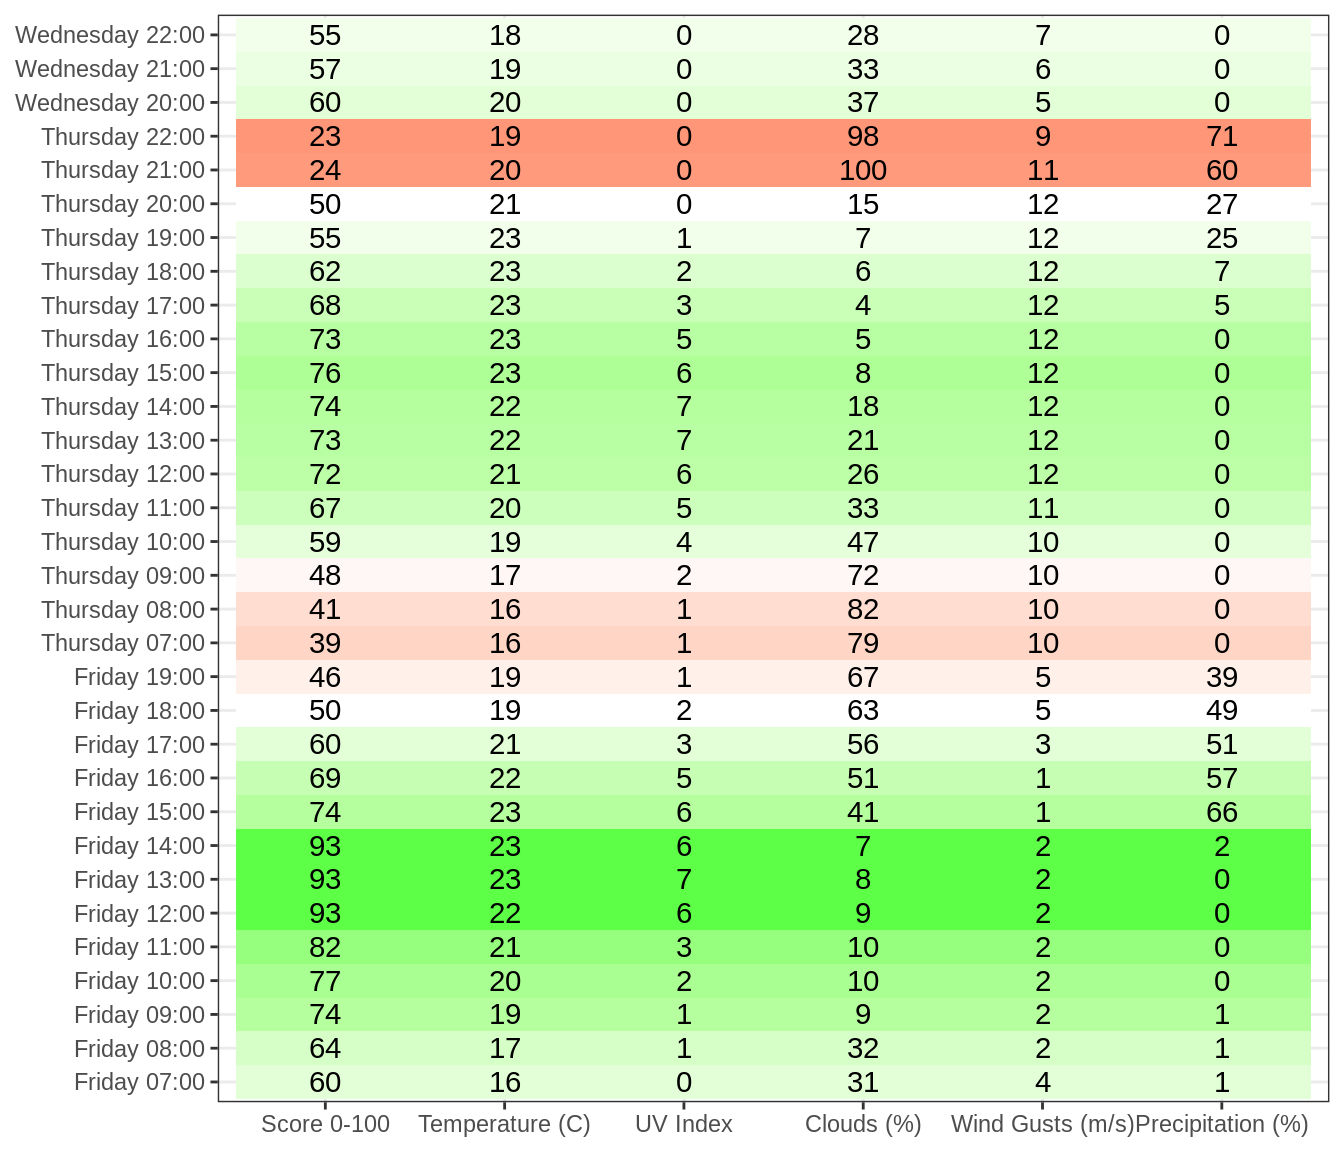 Wednesday 22:00 55 18 0 28 7 0
Wednesday 21:00 57 19 0 33 6 0
Wednesday 20:00 60 20 0 37 5 0
Thursday 22:00 23 19 0 98 9 71
Thursday 21:00 24 20 0 100 11 60
Thursday 20:00 50 21 0 15 12 27
Thursday 19:00 55 23 1 7 12 25
Thursday 18:00 62 23 2 6 12 7
Thursday 17:00 68 23 3 4 12 5
Thursday 16:00 73 23 5 5 12 0
Thursday 15:00 76 23 6 8 12 0
Thursday 14:00 74 22 7 18 12 0
Thursday 13:00 73 22 7 21 12 0
Thursday 12:00 72 21 6 26 12 0
Thursday 11:00 67 20 5 33 11 0
Thursday 10:00 59 19 4 47 10 0
Thursday 09:00 48 17 2 72 10 0
Thursday 08:00 41 16 1 82 10 0
Thursday 07:00 39 16 1 79 10 0
Friday 19:00 46 19 1 67 5 39
Friday 18:00 50 19 2 63 5 49
Friday 17:00 60 21 3 56 3 51
Friday 16:00 69 22 5 51 1 57
Friday 15:00 74 23 6 41 1 66
Friday 14:00 93 23 6 7 2 2
Friday 13:00 93 23 7 8 2 0
Friday 12:00 93 22 6 9 2 0
Friday 11:00 82 21 3 10 2 0
Friday 10:00 77 20 2 10 2 0
Friday 09:00 74 19 1 9 2 1
Friday 08:00 64 17 1 32 2 1
Friday 07:00 60 16 0 31 4 1
Score 0-100 Temperature (C) UV Index Clouds (%) Wind Gusts (m/s) Precipitation (%)